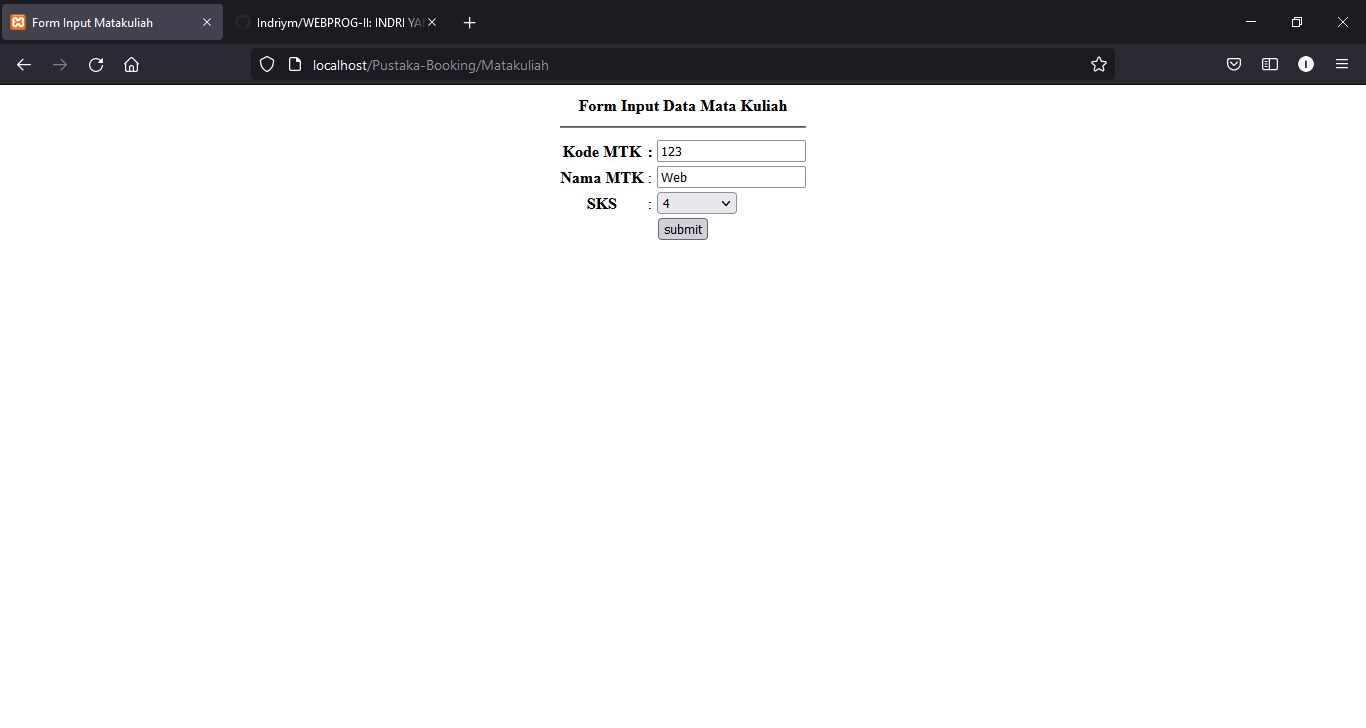 Form Input Matakuliah
Indriym/WEBPROG-II: INDRI
localhost/Pustaka-Booking/Matakuliah
I
Form Input Data Mata Kuliah
Kode MTK : 123
Nama MTK : Web
SKS : 4
submit